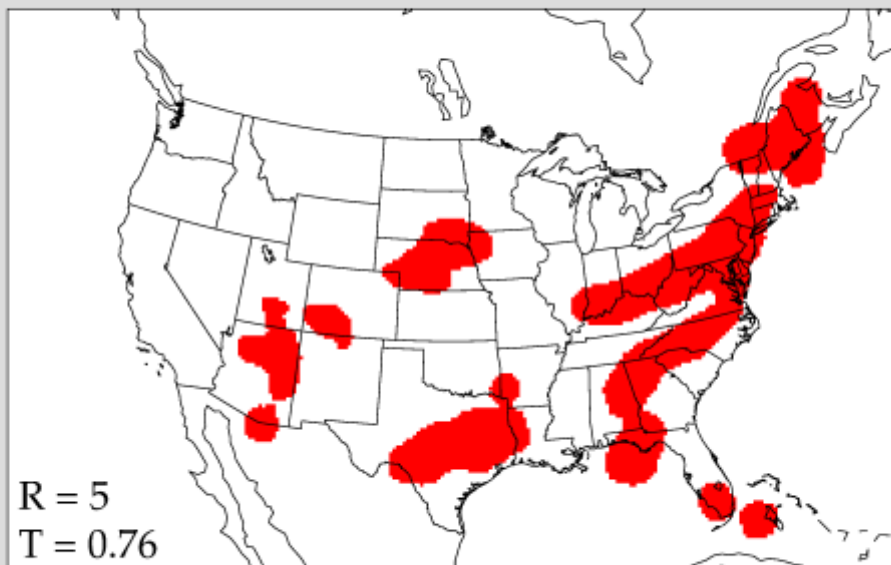 R = 5
T = 0.76